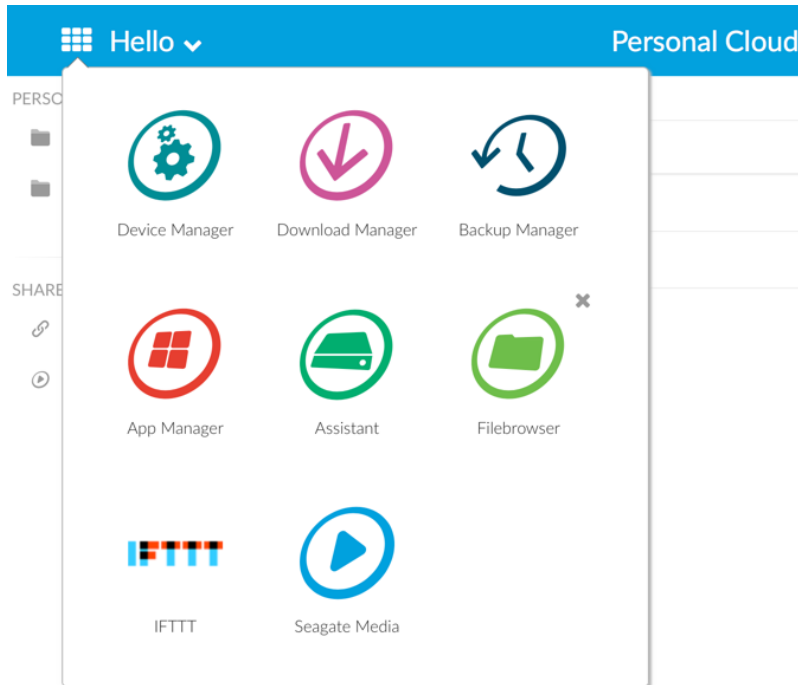 Hello
Personal Cloud
PERSO
Device Manager
Download Manager
Backup Manager
SHARE
App Manager
Assistant
Filebrowser
IFTTT
IFTTT
Seagate Media